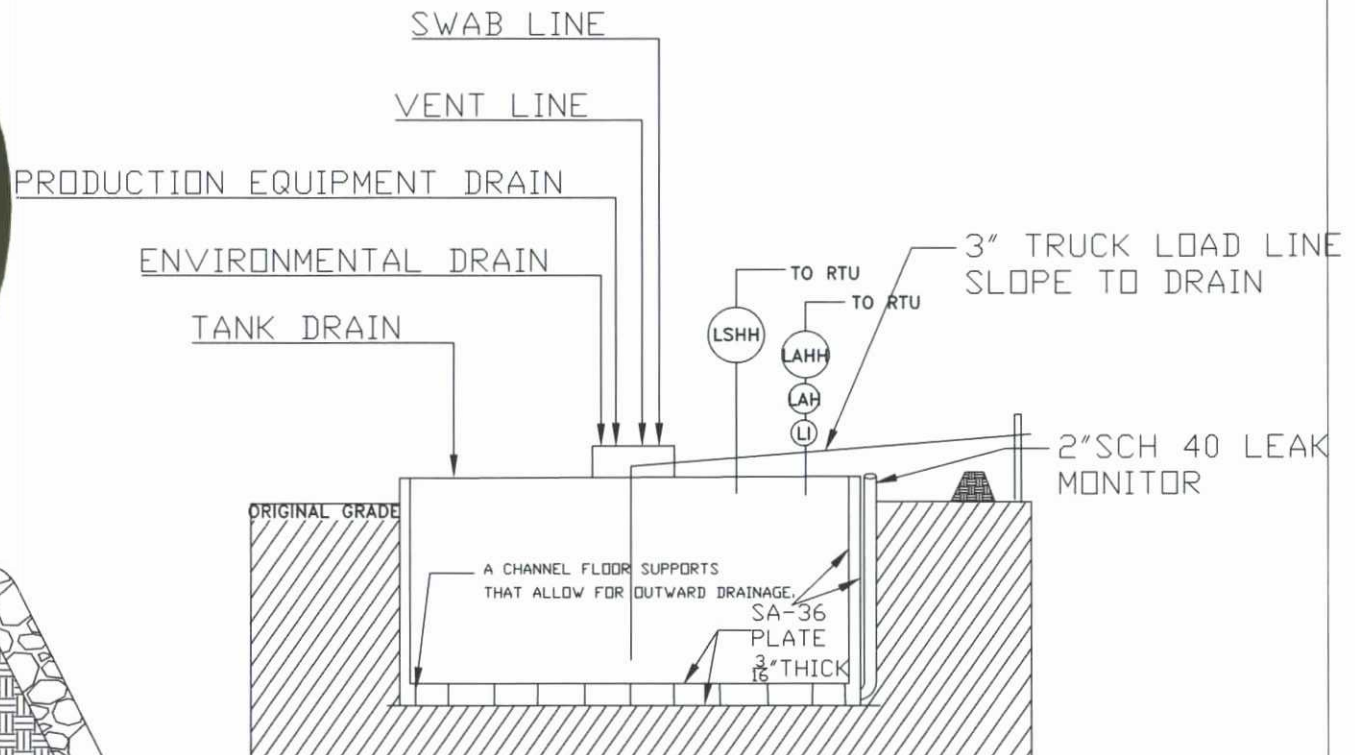 SWAB LINE
VENT LINE
PRODUCTION EQUIPMENT DRAIN
ENVIRONMENTAL DRAIN
TANK DRAIN
3" TRUCK LOAD LINE
SLOPE TO DRAIN
TO RTU
TO RTU
LSHH
LAHH
LAH
LI
2"SCH 40 LEAK
MONITOR
ORIGINAL GRADE
A CHANNEL FLOOR SUPPORTS
THAT ALLOW FOR OUTWARD DRAINAGE.
SA-36
PLATE
3/16"THICK